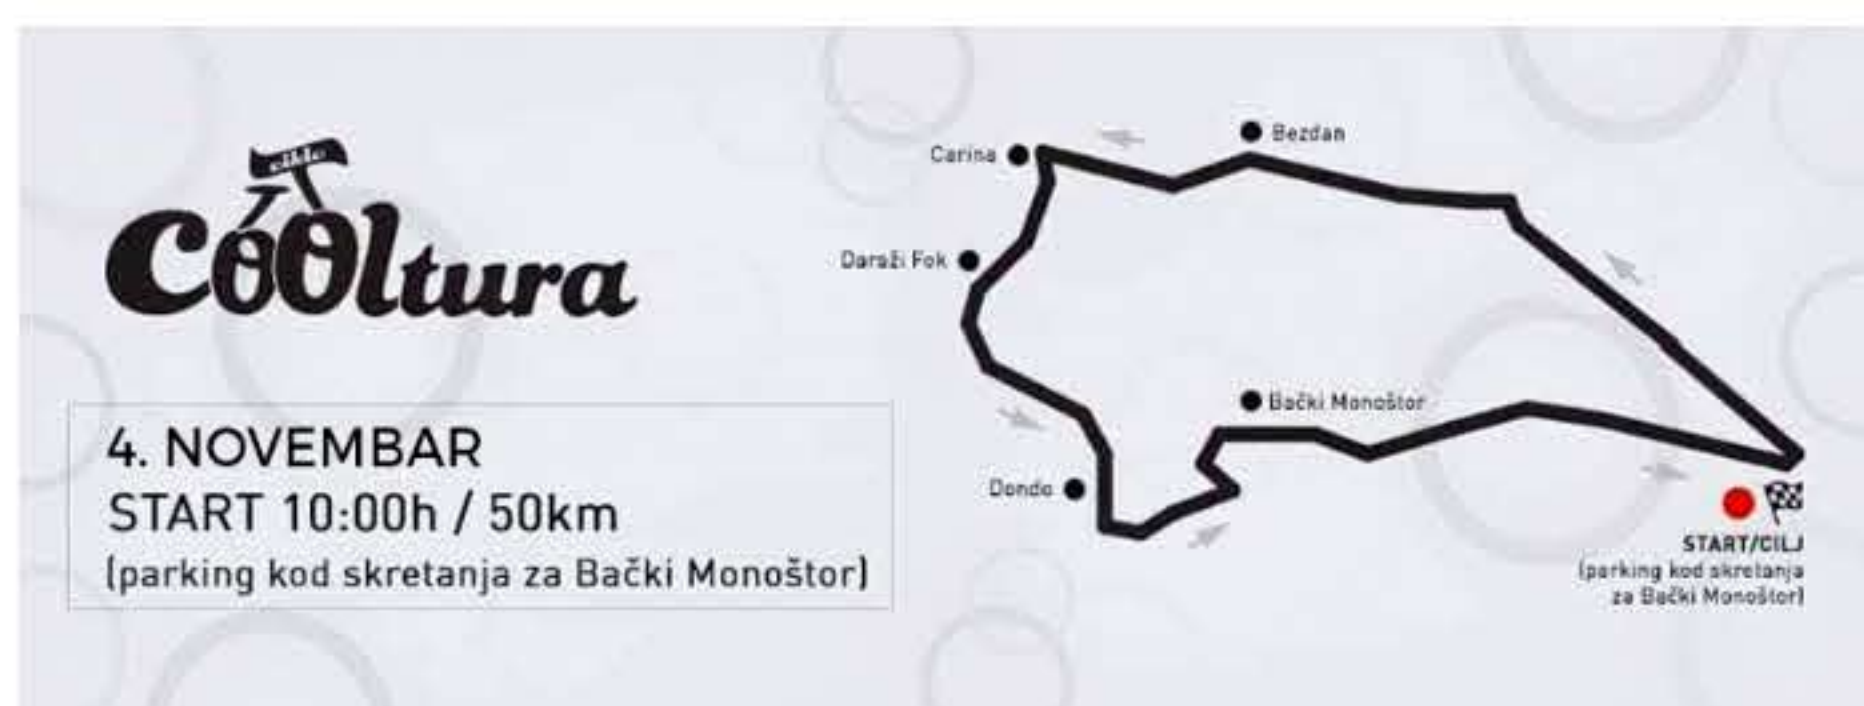 ciklo
COOltura
4. NOVEMBAR
START 10:00h / 50km
(parking kod skretanja za Bački Monoštor)
Bezdan
Carina
Daraži Fok
Bački Monoštor
Dondo
START/CILJ
(parking kod skretanja
za Bački Monoštor)